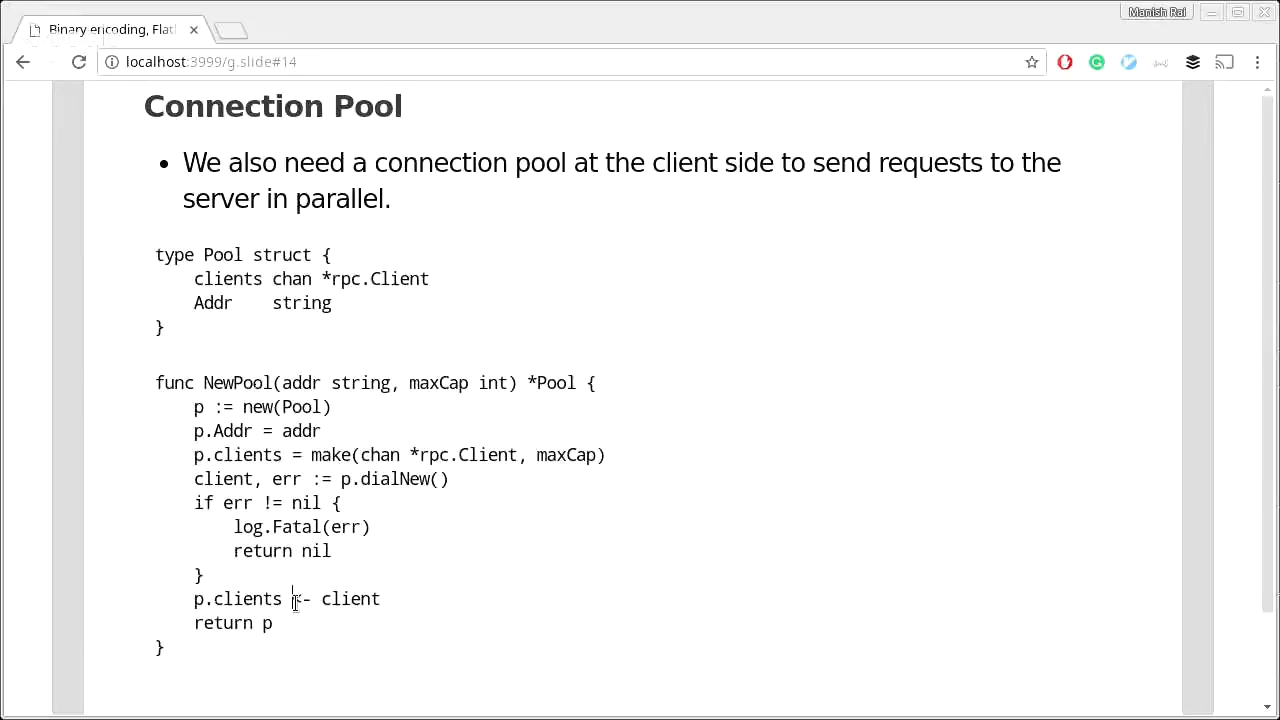 Manish Rai
Binary encoding, Flat
localhost:3999/g.slide#14
Connection Pool
• We also need a connection pool at the client side to send requests to the
server in parallel.
type Pool struct {
clients chan *rpc.Client
Addr string
}
func NewPool(addr string, maxCap int) *Pool {
p := new(Pool)
p.Addr = addr
p.clients = make(chan *rpc.Client, maxCap)
client, err := p.dialNew()
if err != nil {
log.Fatal(err)
return nil
}
p.clients <- client
return p
}